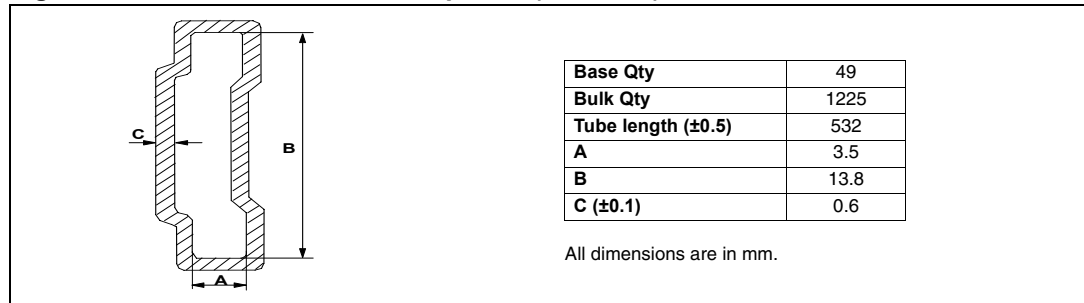 C
B
A
Base Qty 49
Bulk Qty 1225
Tube length (±0.5) 532
A 3.5
B 13.8
C (±0.1) 0.6
All dimensions are in mm.